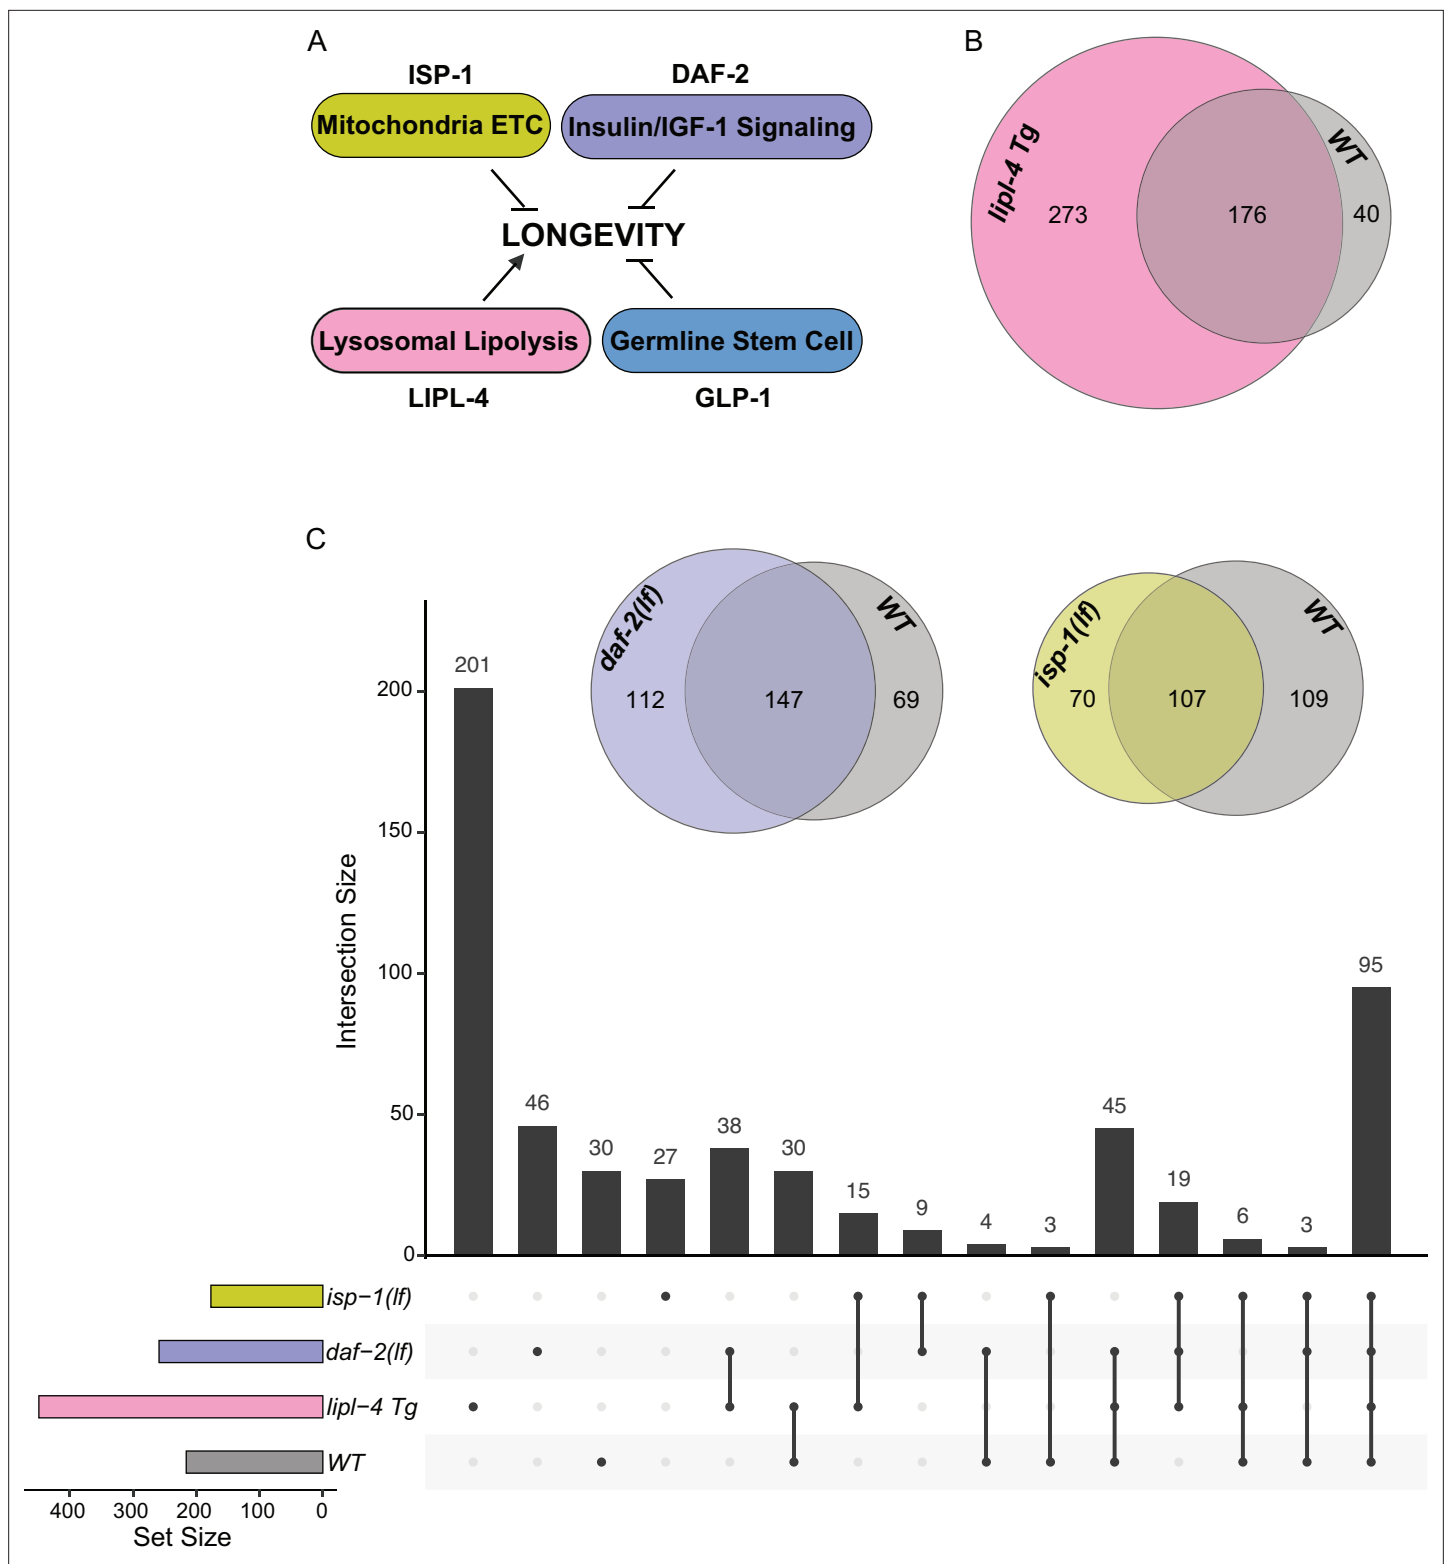 A
ISP-1
DAF-2
Mitochondria ETC
Insulin/IGF-1 Signaling
LONGEVITY
Lysosomal Lipolysis
Germline Stem Cell
LIPL-4
GLP-1
B
lipl-4 Tg
WT
273
176
40
C
daf-2(lf)
WT
112
147
69
isp-1(lf)
WT
70
107
109
Intersection Size
200
150
100
50
0
201
46
30
27
38
30
15
9
4
3
45
19
6
3
95
isp−1(lf)
daf−2(lf)
lipl−4 Tg
WT
400 300 200 100 0
Set Size